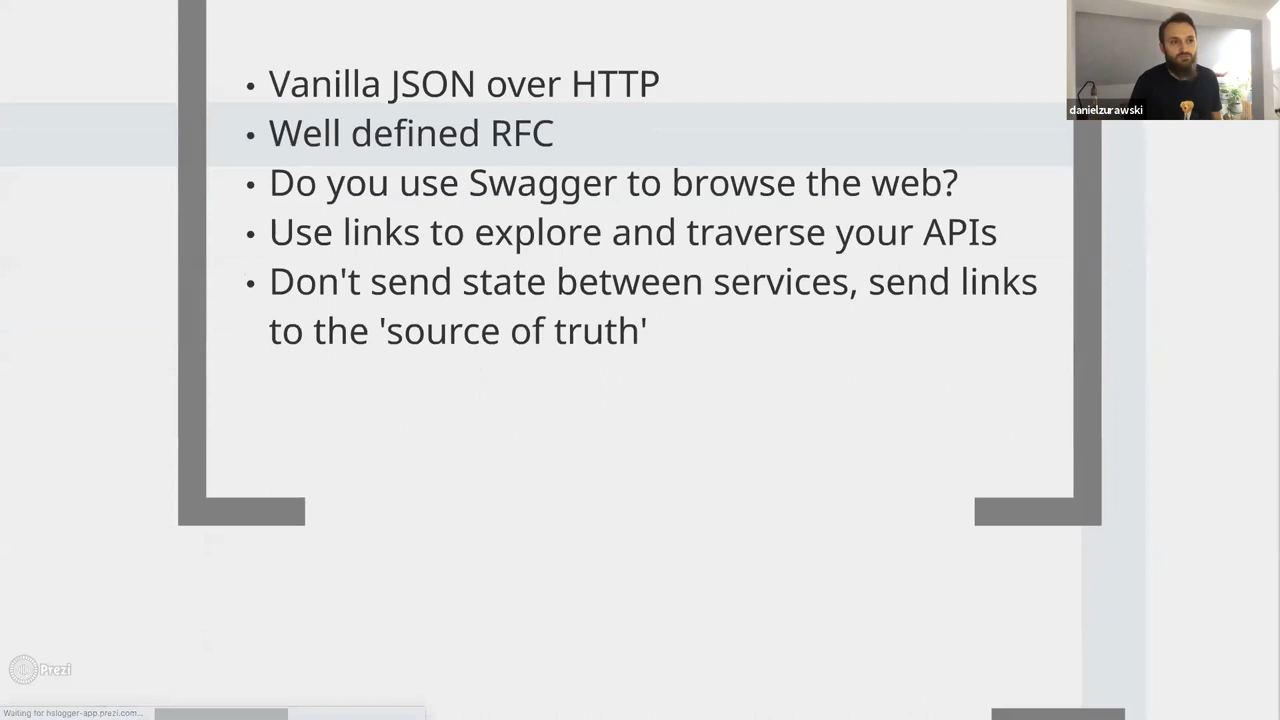 • Vanilla JSON over HTTP
• Well defined RFC
• Do you use Swagger to browse the web?
• Use links to explore and traverse your APIs
• Don't send state between services, send links
to the 'source of truth'
danielzurawski
Prezi
Waiting for hslogger-app.prezi.com...